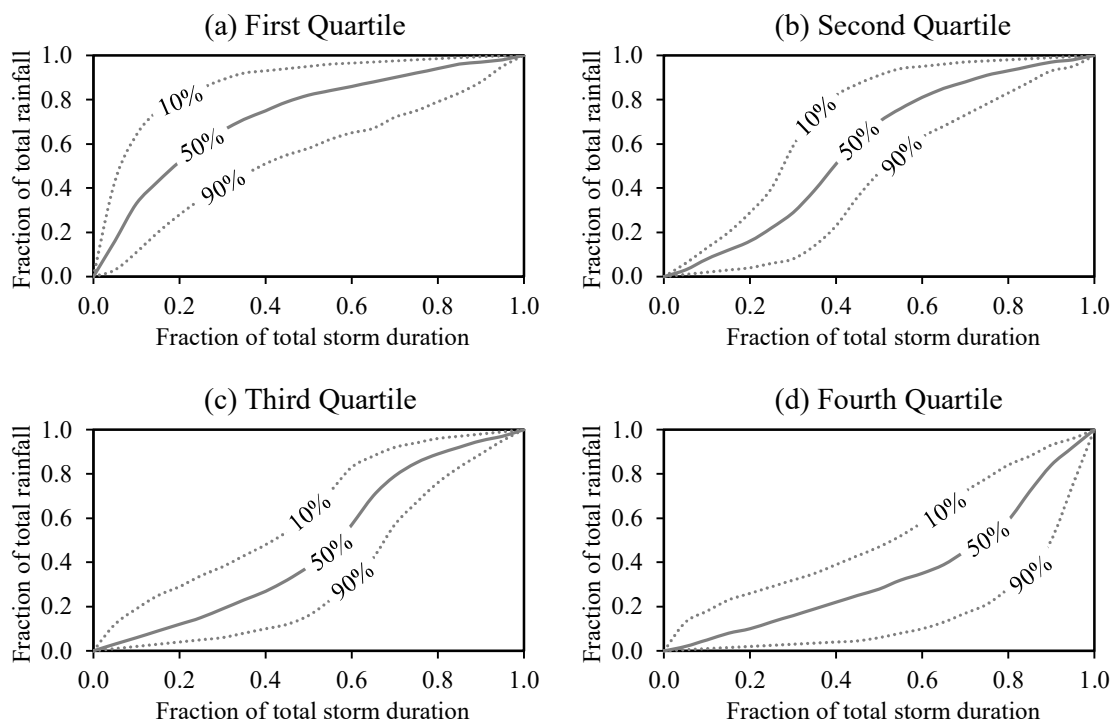 (a) First Quartile
Fraction of total rainfall
1.0
0.8
0.6
0.4
0.2
0.0
10%
50%
90%
0.0 0.2 0.4 0.6 0.8 1.0
Fraction of total storm duration
(b) Second Quartile
Fraction of total rainfall
1.0
0.8
0.6
0.4
0.2
0.0
10%
50%
90%
0.0 0.2 0.4 0.6 0.8 1.0
Fraction of total storm duration
(c) Third Quartile
Fraction of total rainfall
1.0
0.8
0.6
0.4
0.2
0.0
10%
50%
90%
0.0 0.2 0.4 0.6 0.8 1.0
Fraction of total storm duration
(d) Fourth Quartile
Fraction of total rainfall
1.0
0.8
0.6
0.4
0.2
0.0
10%
50%
90%
0.0 0.2 0.4 0.6 0.8 1.0
Fraction of total storm duration